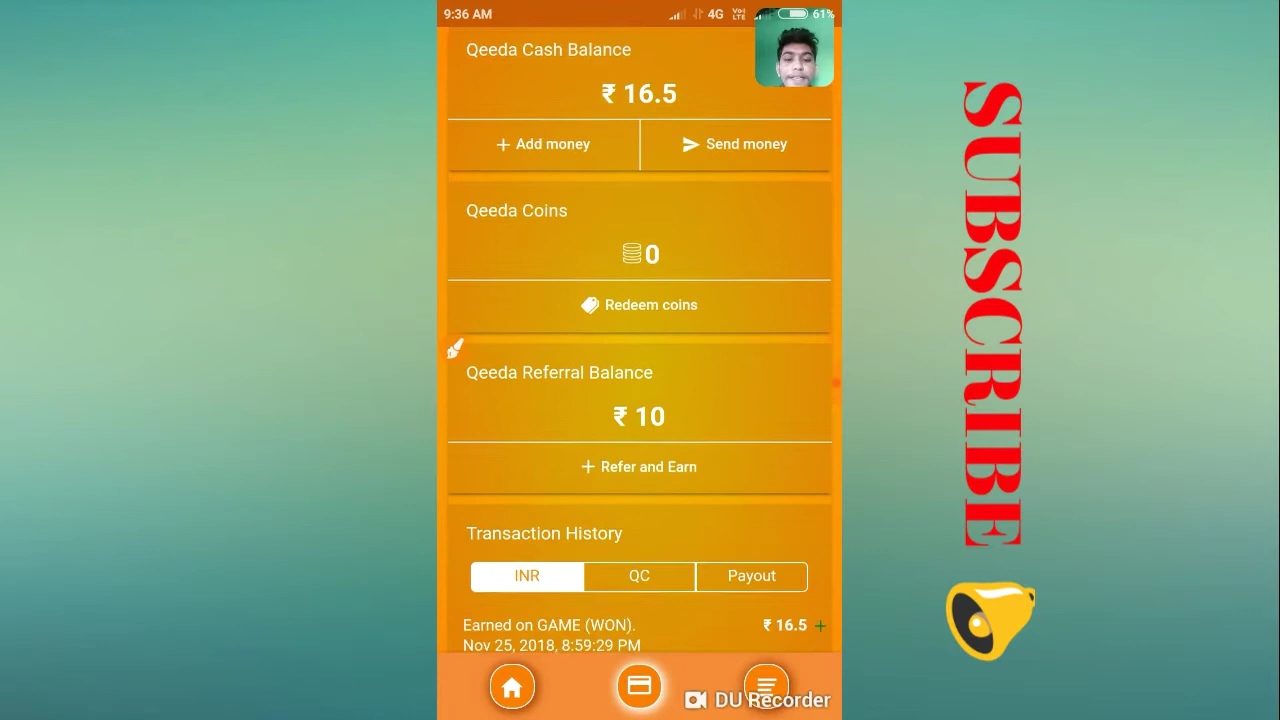 9:36 AM
4G
VoLTE
61%
Qeeda Cash Balance
₹ 16.5
+ Add money
Send money
Qeeda Coins
0
Redeem coins
Qeeda Referral Balance
₹ 10
+ Refer and Earn
Transaction History
INR
QC
Payout
Earned on GAME (WON).
₹ 16.5 +
Nov 25, 2018, 8:59:29 PM
DU Recorder
SUBSCRIBE